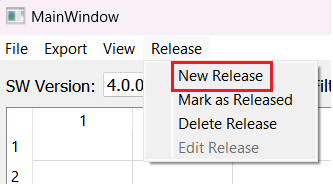 MainWindow
File Export View Release
New Release
SW Version: 4.0.0
Mark as Released
1
Delete Release
1
Edit Release
2